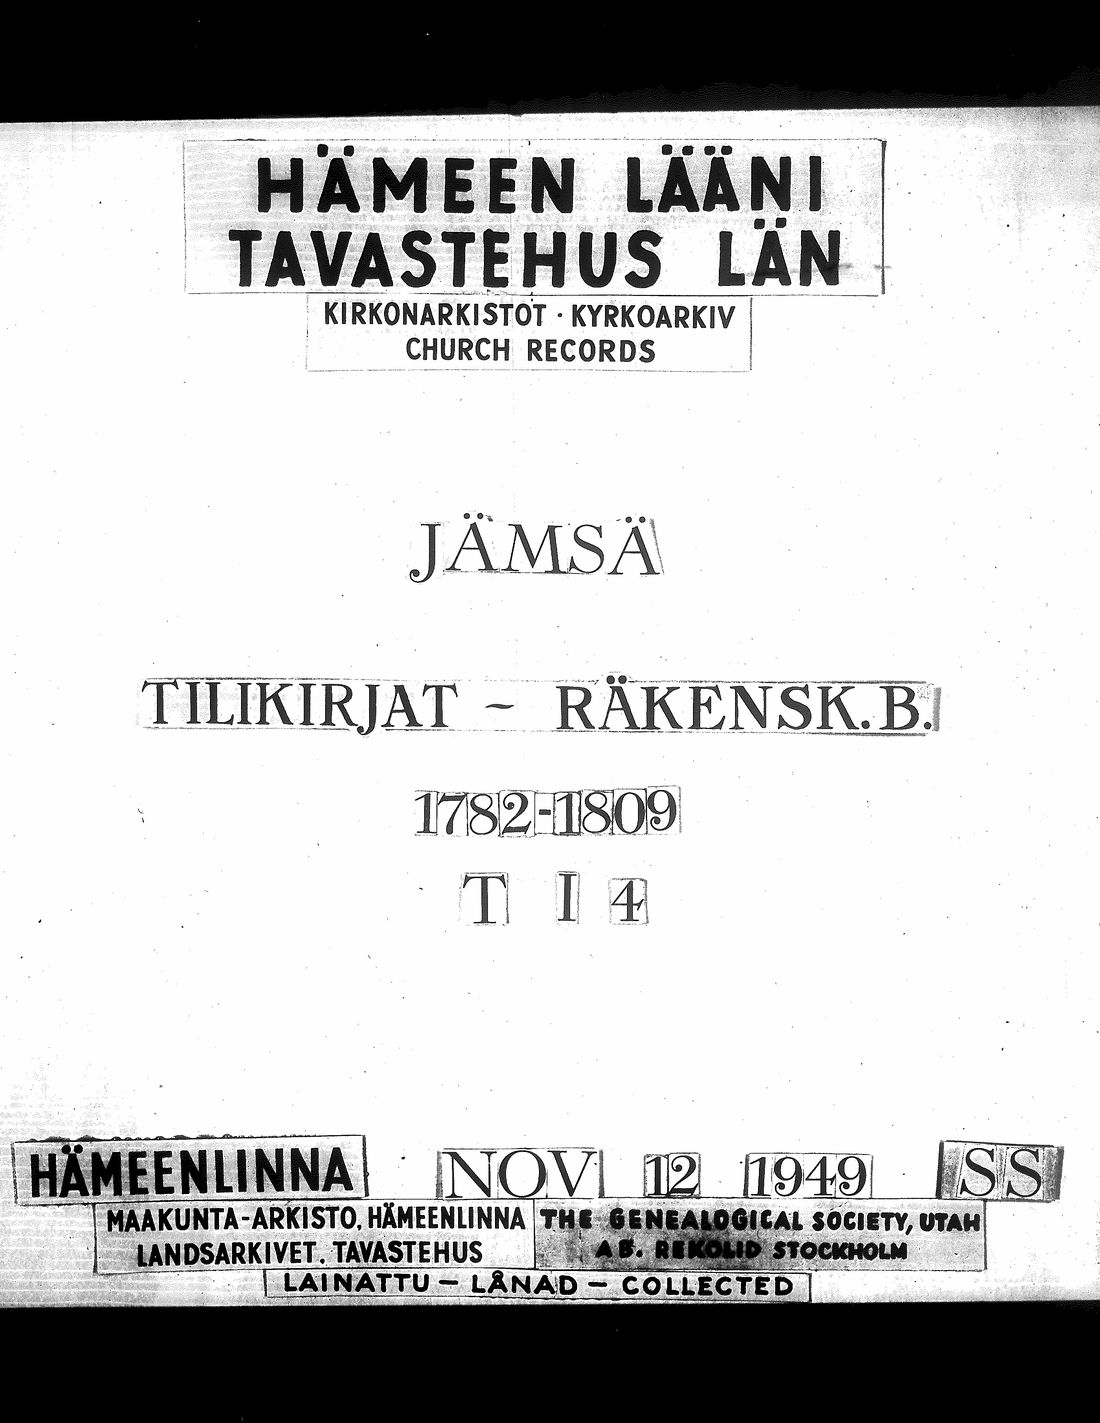 HÄMEEN LÄÄNI
TAVASTEHUS LÄN
KIRKONARKISTOT · KYRKOARKIV
CHURCH RECORDS
JÄMSÄ
TILIKIRJAT - RÄKENSK.B.
1782-1809
T I 4
HÄMEENLINNA NOV 12 1949 SS
MAAKUNTA-ARKISTO, HÄMEENLINNA THE GENEALOGICAL SOCIETY, UTAH
LANDSARKIVET. TAVASTEHUS AB. REKOLID STOCKHOLM
LAINATTU - LÅNAD - COLLECTED